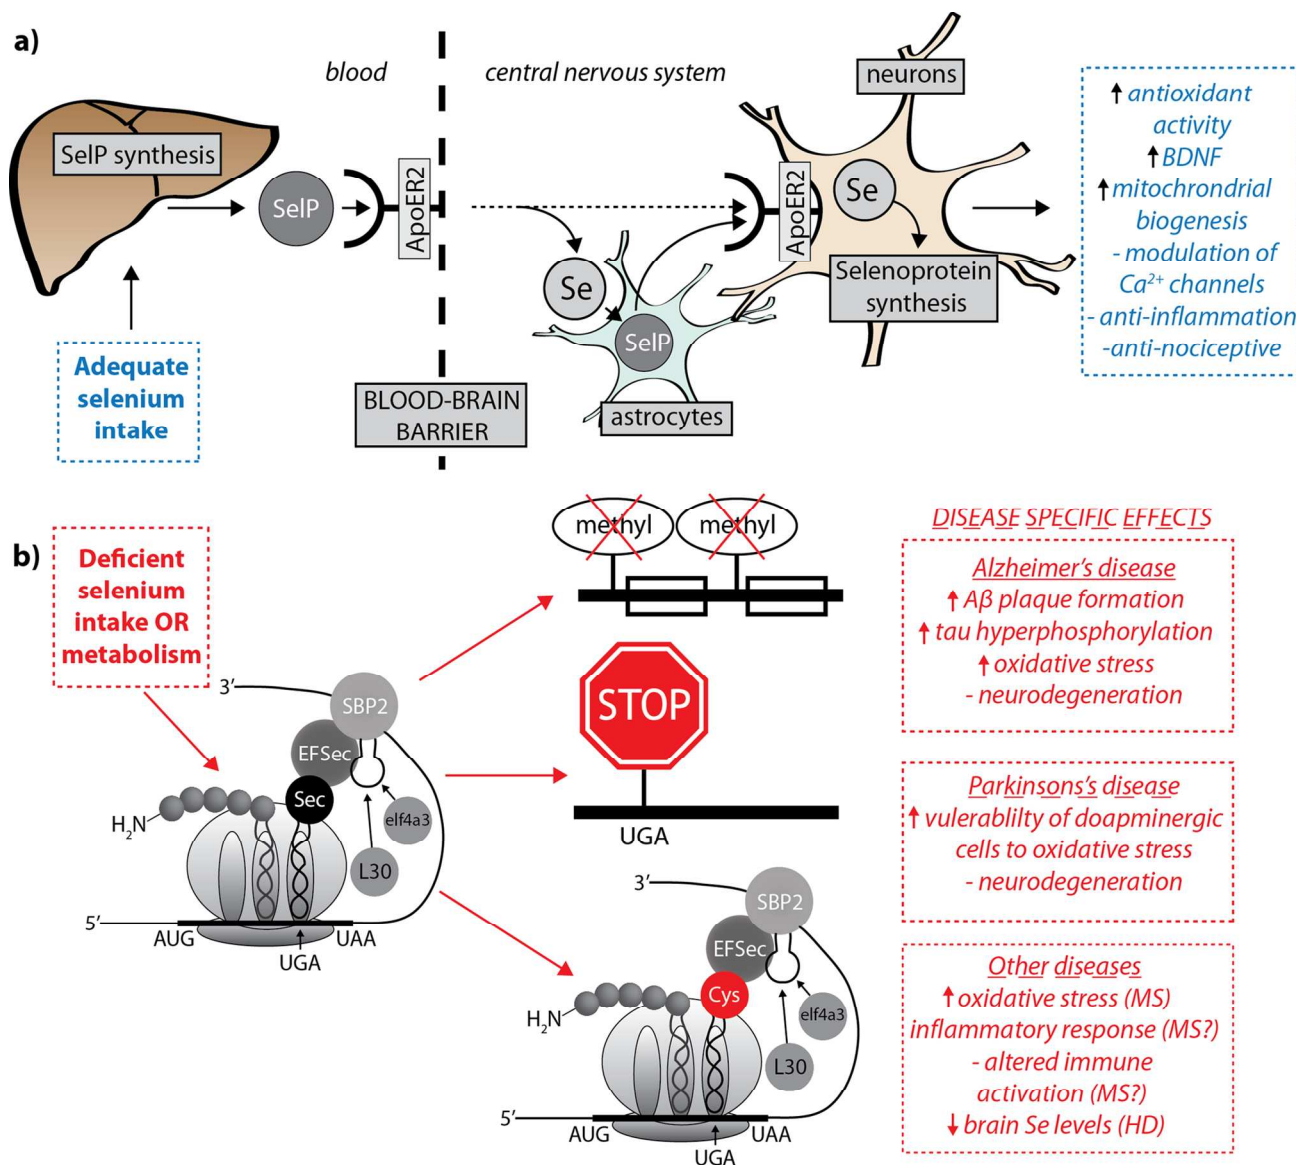 a)
blood
central nervous system
neurons
SelP synthesis
SelP
ApoER2
Se
SelP
astrocytes
ApoER2
Se
Selenoprotein
synthesis
BLOOD-BRAIN
BARRIER
Adequate
selenium
intake
↑ antioxidant
activity
↑ BDNF
↑ mitochrondrial
biogenesis
- modulation of
Ca²⁺ channels
- anti-inflammation
-anti-nociceptive
b)
Deficient
selenium
intake OR
metabolism
3′
SBP2
EFSec
Sec
elf4a3
L30
H₂N
5′
AUG
UGA
UAA
methyl
methyl
STOP
UGA
3′
SBP2
EFSec
Cys
elf4a3
L30
H₂N
5′
AUG
UGA
UAA
DISEASE SPECIFIC EFFECTS
Alzheimer's disease
↑ Aβ plaque formation
↑ tau hyperphosphorylation
↑ oxidative stress
- neurodegeneration
Parkinsons's disease
↑ vulerablilty of doapminergic
cells to oxidative stress
- neurodegeneration
Other diseases
↑ oxidative stress (MS)
inflammatory response (MS?)
- altered immune
activation (MS?)
↓ brain Se levels (HD)